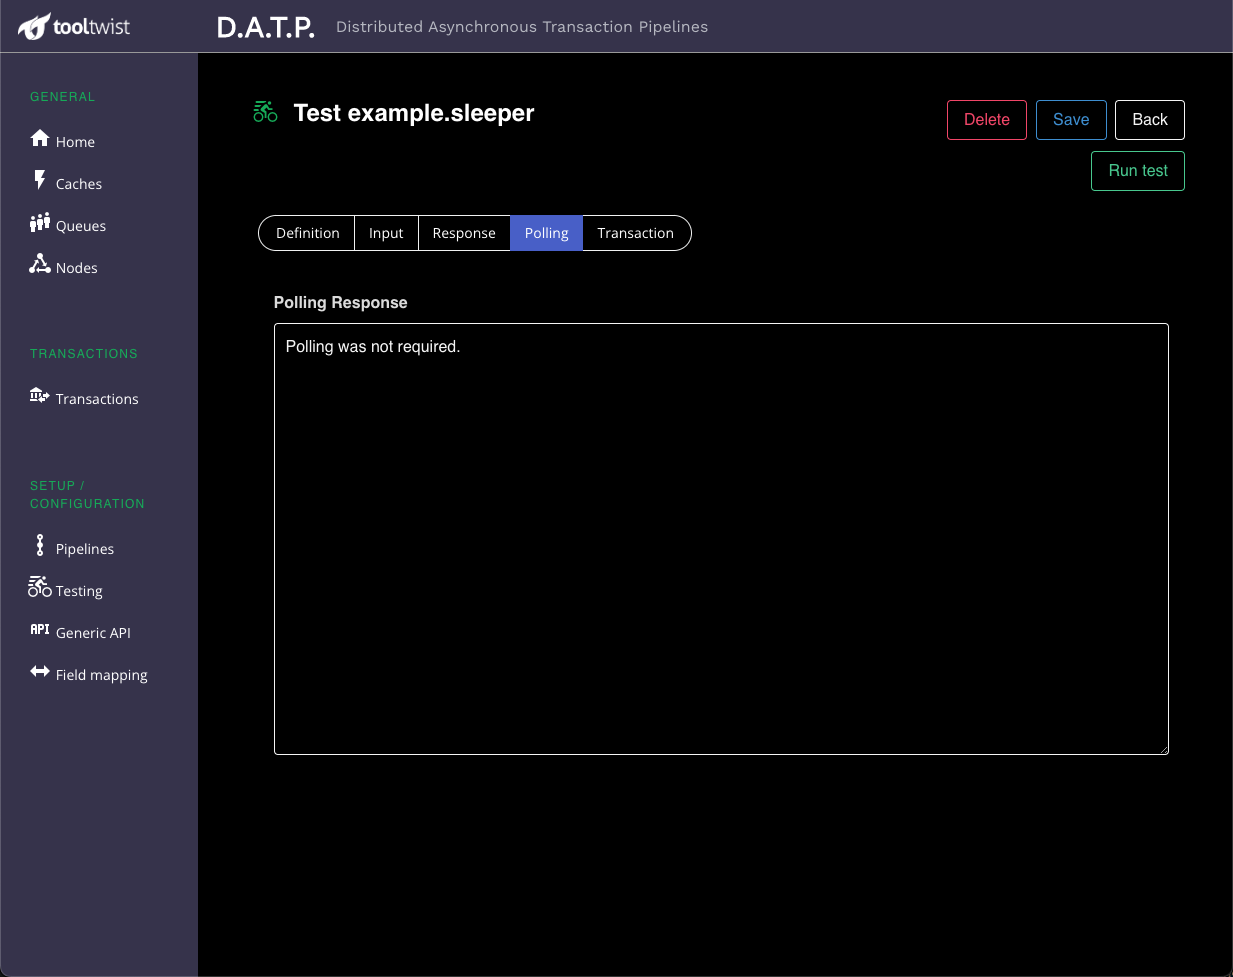 tooltwist
D.A.T.P. Distributed Asynchronous Transaction Pipelines
GENERAL
Home
Caches
Queues
Nodes
TRANSACTIONS
Transactions
SETUP /
CONFIGURATION
Pipelines
Testing
API Generic API
Field mapping
Test example.sleeper
Delete Save Back
Run test
Definition Input Response Polling Transaction
Polling Response
Polling was not required.